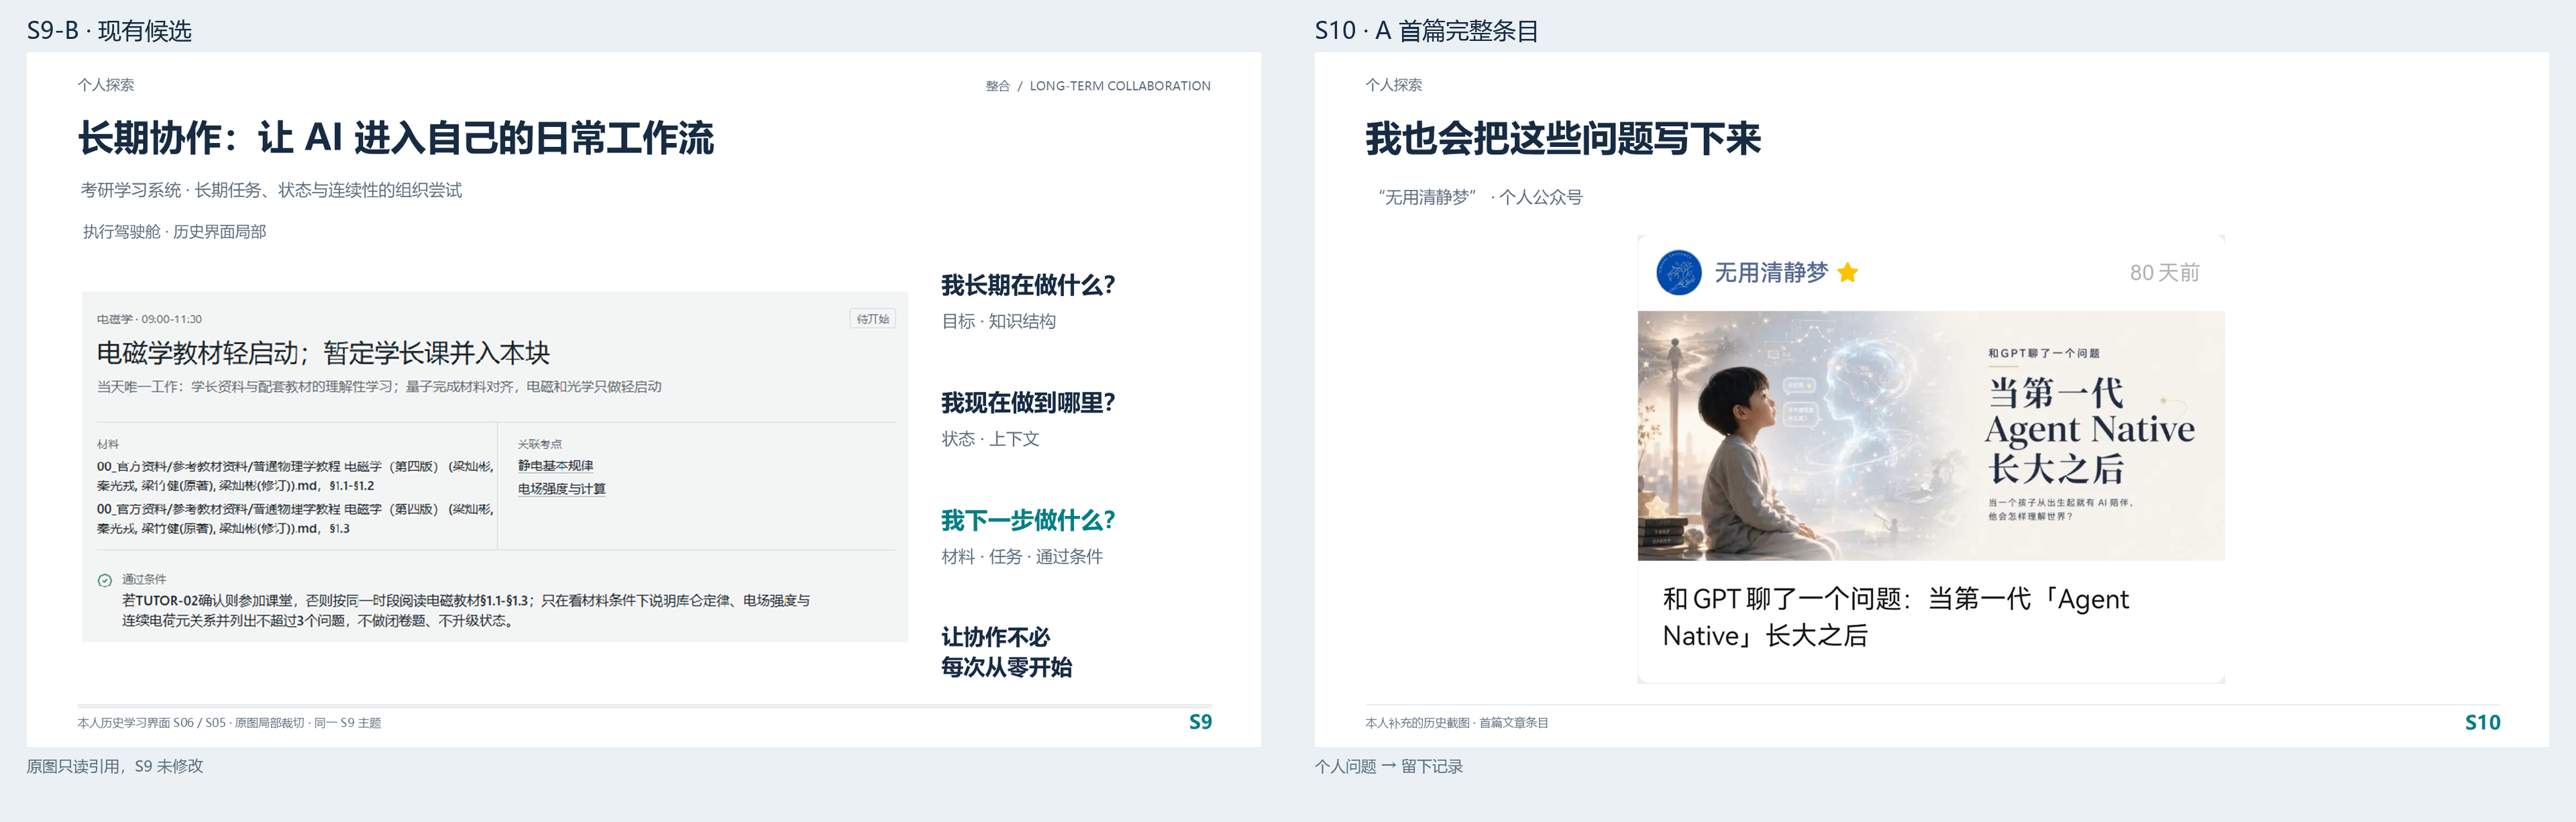 S9-B · 现有候选
个人探索
整合 / LONG-TERM COLLABORATION
长期协作：让 AI 进入自己的日常工作流
考研学习系统 · 长期任务、状态与连续性的组织尝试
执行驾驶舱 · 历史界面局部
电磁学 · 09:00-11:30
待开始
电磁学教材轻启动；暂定学长课并入本块
当天唯一工作：学长资料与配套教材的理解性学习；量子完成材料对齐，电磁和光学只做轻启动
材料
00_官方资料/参考教材资料/普通物理学教程 电磁学（第四版）（梁灿彬,
秦光戎, 梁竹健(原著), 梁灿彬(修订)).md，§1.1-§1.2
00_官方资料/参考教材资料/普通物理学教程 电磁学（第四版）（梁灿彬,
秦光戎, 梁竹健(原著), 梁灿彬(修订)).md，§1.3
关联考点
静电基本规律
电场强度与计算
通过条件
若TUTOR-02确认则参加课堂，否则按同一时段阅读电磁教材§1.1-§1.3；只在看材料条件下说明库仑定律、电场强度与
连续电荷元关系并列出不超过3个问题，不做闭卷题、不升级状态。
我长期在做什么？
目标 · 知识结构
我现在做到哪里？
状态 · 上下文
我下一步做什么？
材料 · 任务 · 通过条件
让协作不必
每次从零开始
本人历史学习界面 S06 / S05 · 原图局部裁切 · 同一 S9 主题
S9
原图只读引用，S9 未修改
S10 · A 首篇完整条目
个人探索
我也会把这些问题写下来
“无用清静梦” · 个人公众号
无用清静梦
80 天前
和GPT聊了一个问题
当第一代
Agent Native
长大之后
当一个孩子从出生起就有 AI 陪伴，
他会怎样理解世界？
和 GPT 聊了一个问题：当第一代「Agent
Native」长大之后
本人补充的历史截图 · 首篇文章条目
S10
个人问题 → 留下记录